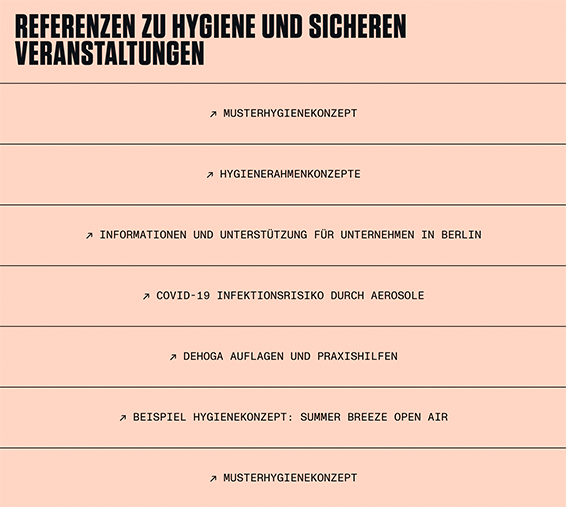 REFERENZEN ZU HYGIENE UND SICHEREN
VERANSTALTUNGEN
↗ MUSTERHYGIENEKONZEPT
↗ HYGIENERAHMENKONZEPTE
↗ INFORMATIONEN UND UNTERSTÜTZUNG FÜR UNTERNEHMEN IN BERLIN
↗ COVID-19 INFEKTIONSRISIKO DURCH AEROSOLE
↗ DEHOGA AUFLAGEN UND PRAXISHILFEN
↗ BEISPIEL HYGIENEKONZEPT: SUMMER BREEZE OPEN AIR
↗ MUSTERHYGIENEKONZEPT